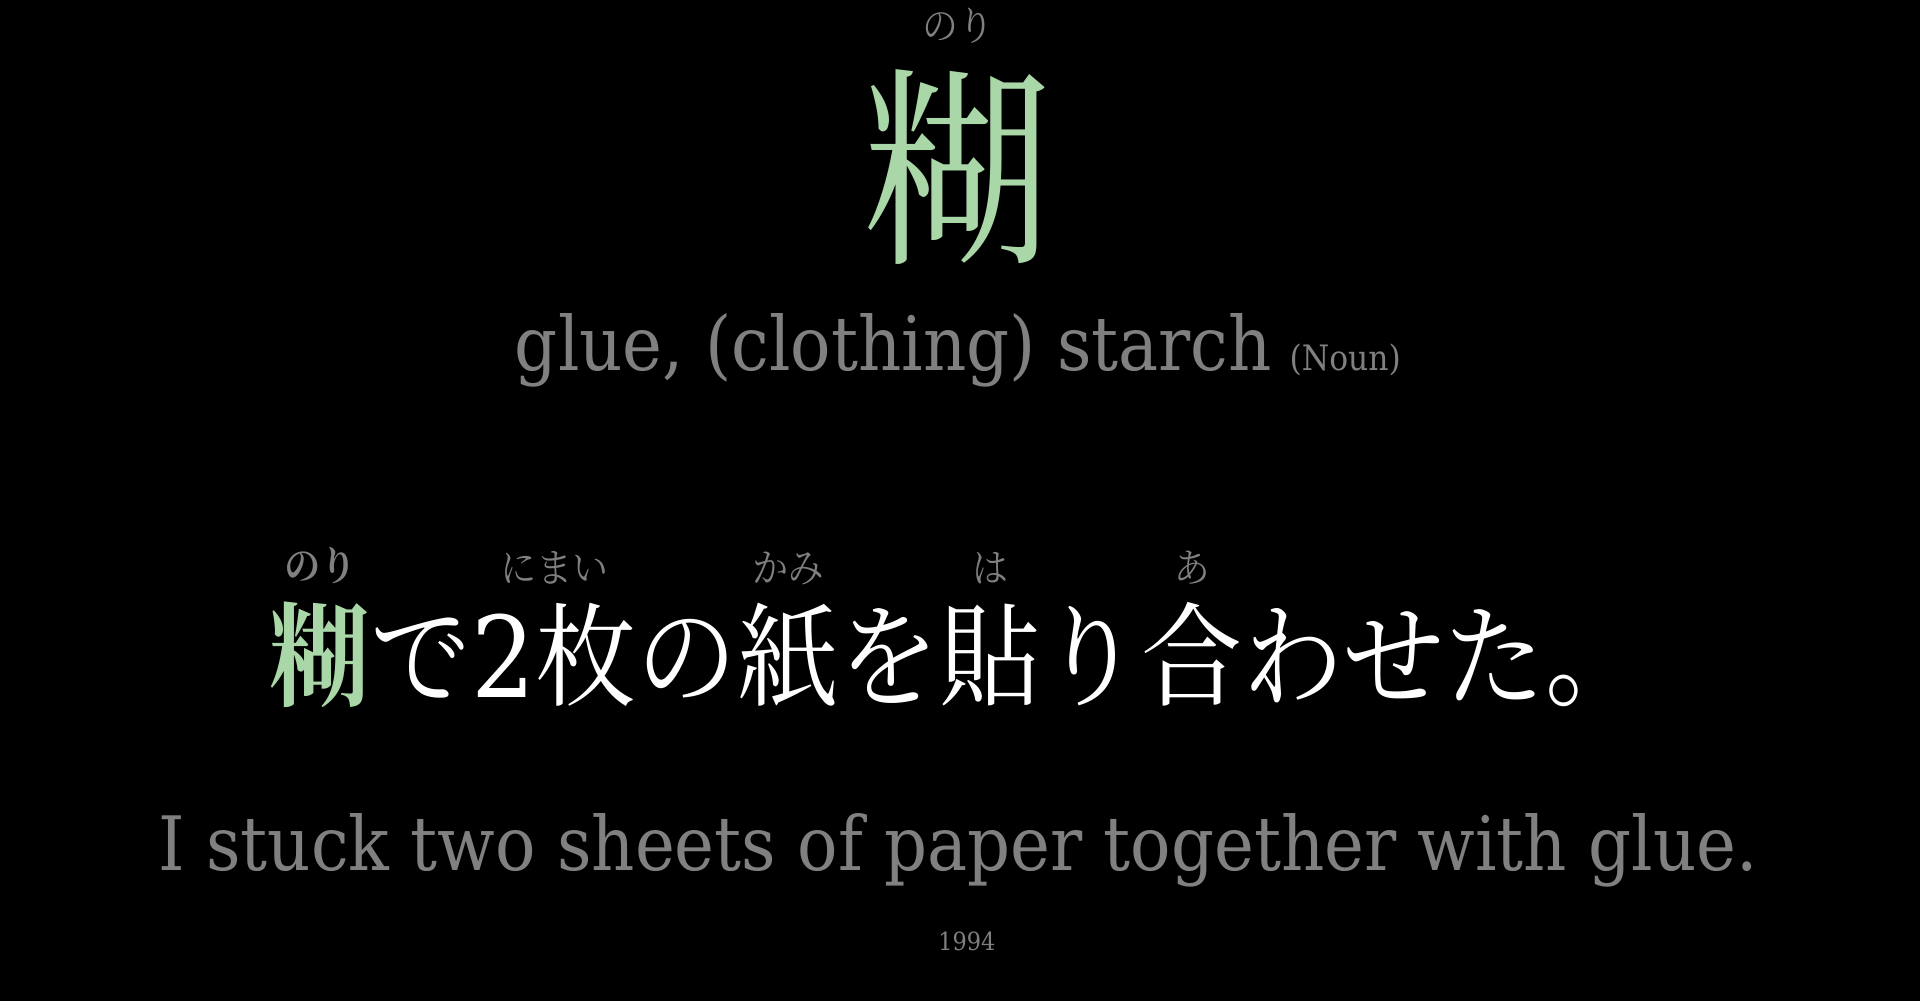 のり
糊
glue, (clothing) starch (Noun)
のり にまい かみ は あ
糊で2枚の紙を貼り合わせた。
I stuck two sheets of paper together with glue.
1994